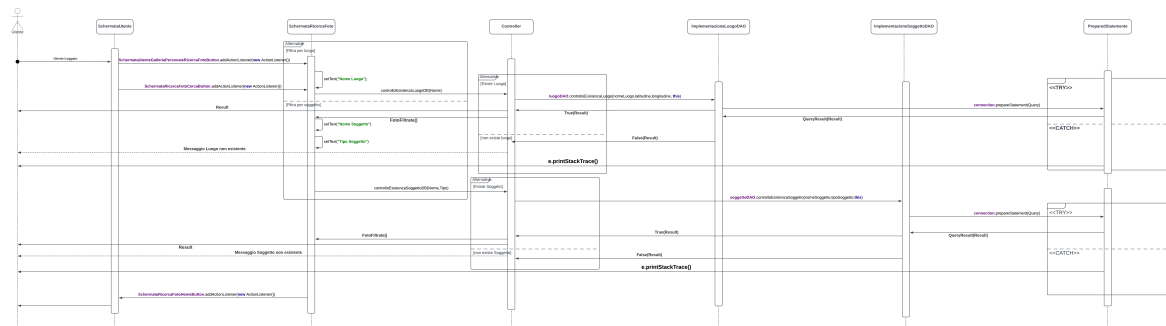 Utente
SchermataUtente
SchermataRicercaFoto
Controller
ImplementazioneLuogoDAO
ImplementazioneSoggettoDAO
PreparedStatemente
Alternative
[Filtra per luogo]
Utente Loggato
SchermataUtenteGalleriaPersonaleRicercaFotoButton.addActionListener(new ActionListener())
setText("Nome Luogo");
Alternative
[Esiste Luogo]
<<TRY>>
SchermataRicercaFotoCercaButton.addActionListener(new ActionListener()
controlloEsistenzaLuogoDB(Nome)
luogoDAO.controlloEsistenzaLuogo(nomeLuogo,latitudine,longitudine, this)
[Filtra per soggetto]
connection.prepareStatement(Query)
Result
True(Result)
FotoFiltrate()
QueryResult(Result)
setText("Nome Soggetto")
<<CATCH>>
[non esiste luogo]
False(Result)
setText("Tipo Soggetto")
Messaggio Luogo non esistente
e.printStackTrace()
Alternative
[Esiste Soggetto]
controlloEsistenzaSoggettoDB(Nome,Tipo)
soggettoDAO.controlloEsistenzaSoggetto(nomeSoggetto,tipoSoggetto,this)
<<TRY>>
connection.prepareStatement(Query)
True(Result)
FotoFiltrate()
QueryResult(Result)
Result
[non esiste Soggetto]
Messaggio Soggetto non esistente
False(Result)
<<CATCH>>
e.printStackTrace()
SchermataRicercaFotoHomeButton.addActionListener(new ActionListener()